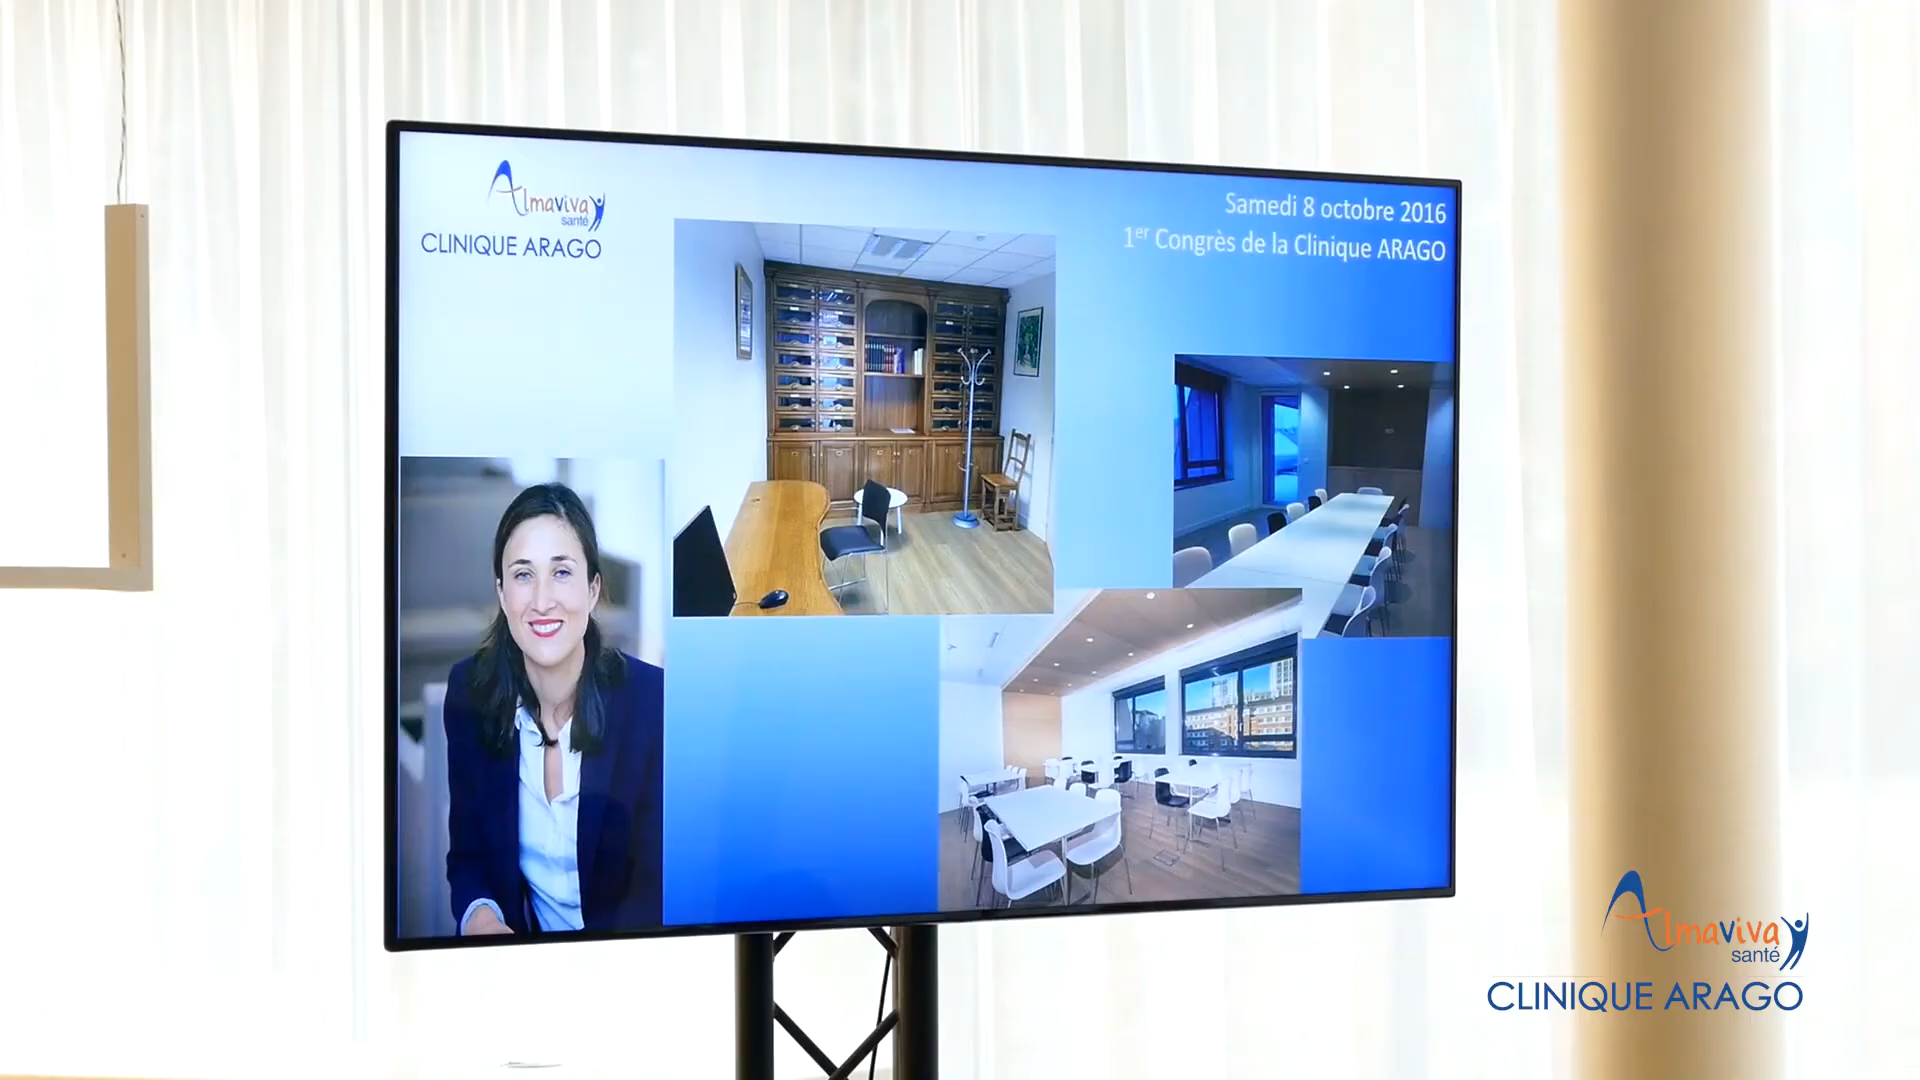 Almaviva
santé
CLINIQUE ARAGO
Samedi 8 octobre 2016
1er Congrès de la Clinique ARAGO
Almaviva
santé
CLINIQUE ARAGO